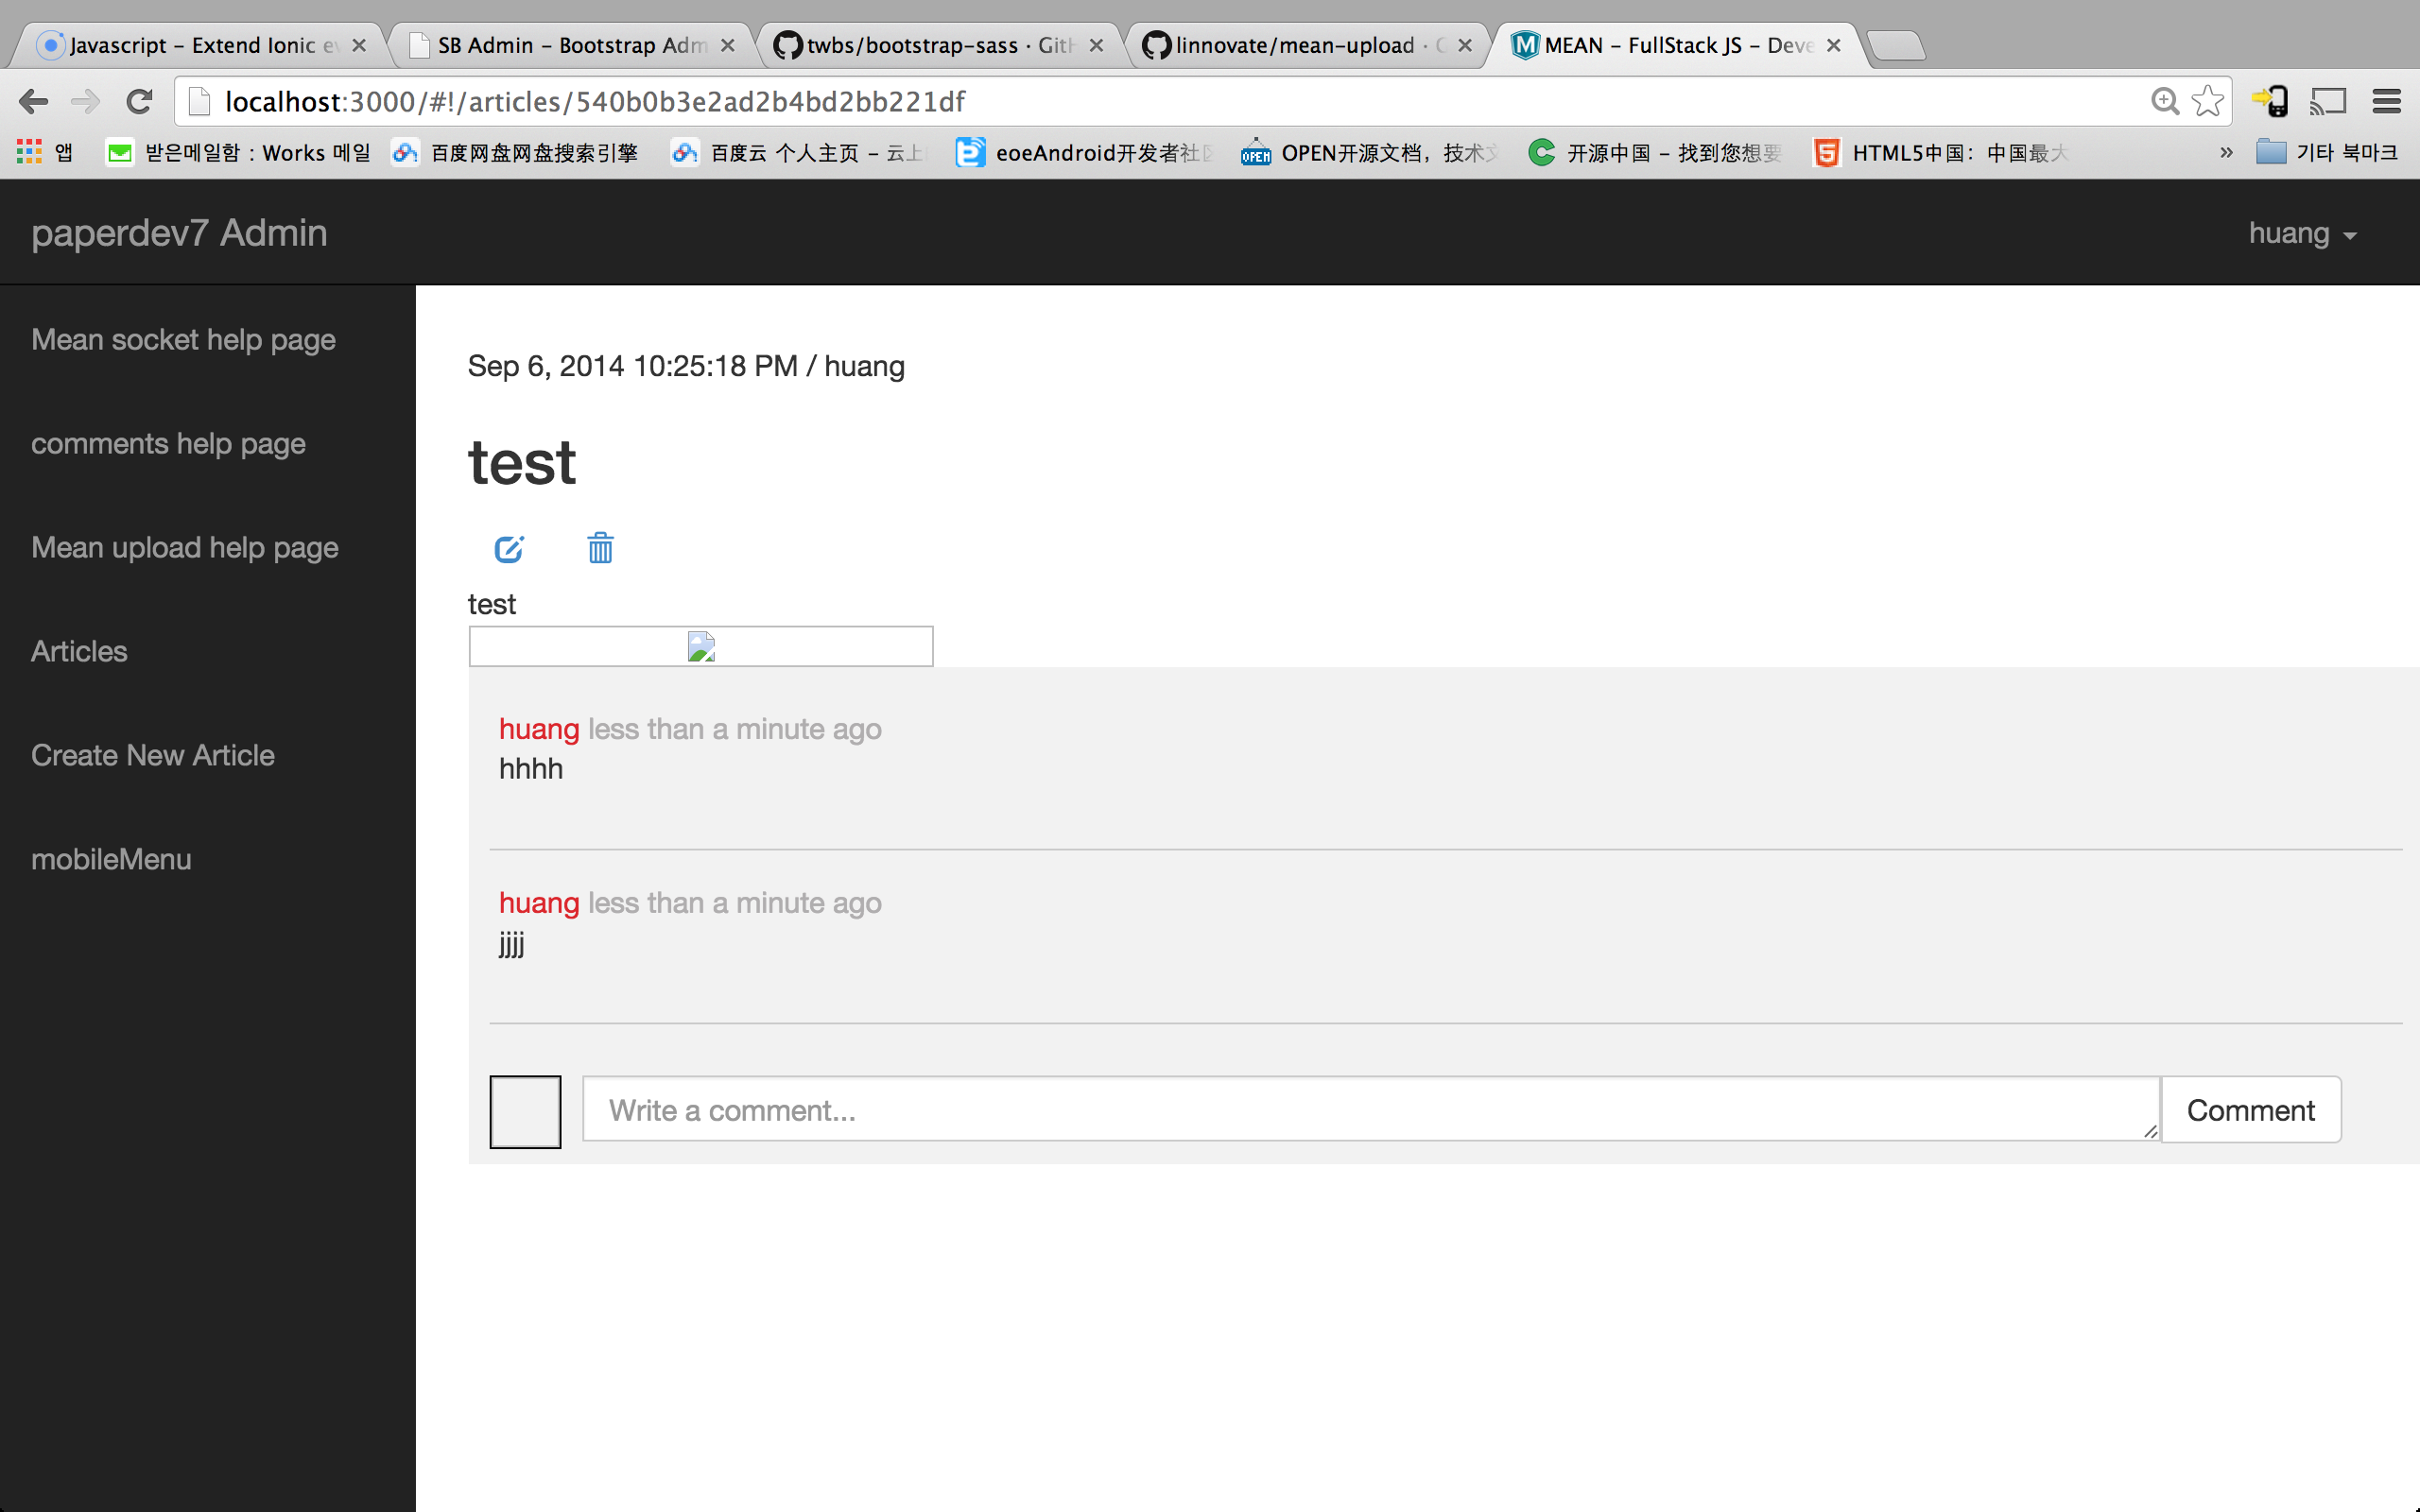 Javascript – Extend Ionic ev
SB Admin – Bootstrap Adm
twbs/bootstrap-sass · Gith
linnovate/mean-upload · G
MEAN – FullStack JS – Deve
localhost:3000/#!/articles/540b0b3e2ad2b4bd2bb221df
앱
받은메일함 : Works 메일
百度网盘网盘搜索引擎
百度云 个人主页 – 云上
eoeAndroid开发者社区
OPEN开源文档，技术文
开源中国 – 找到您想要
HTML5中国：中国最大
»
기타 북마크
paperdev7 Admin
huang
Mean socket help page
comments help page
Mean upload help page
Articles
Create New Article
mobileMenu
Sep 6, 2014 10:25:18 PM / huang
test
test
huang less than a minute ago
hhhh
huang less than a minute ago
jjjj
Write a comment...
Comment